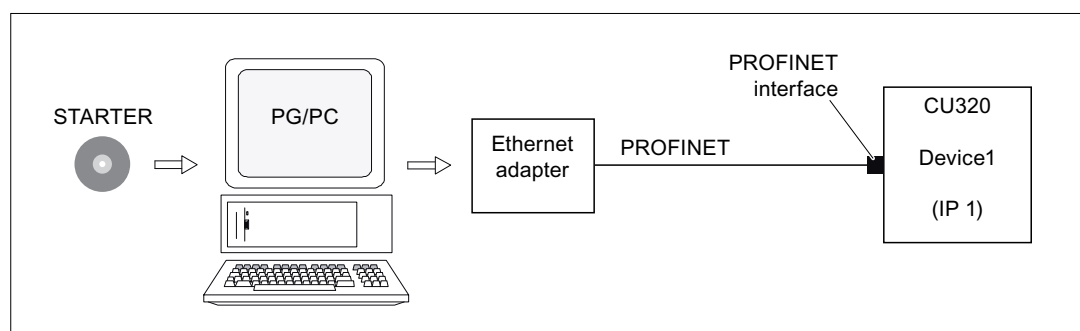 STARTER
PG/PC
Ethernet
adapter
PROFINET
PROFINET
interface
CU320
Device1
(IP 1)